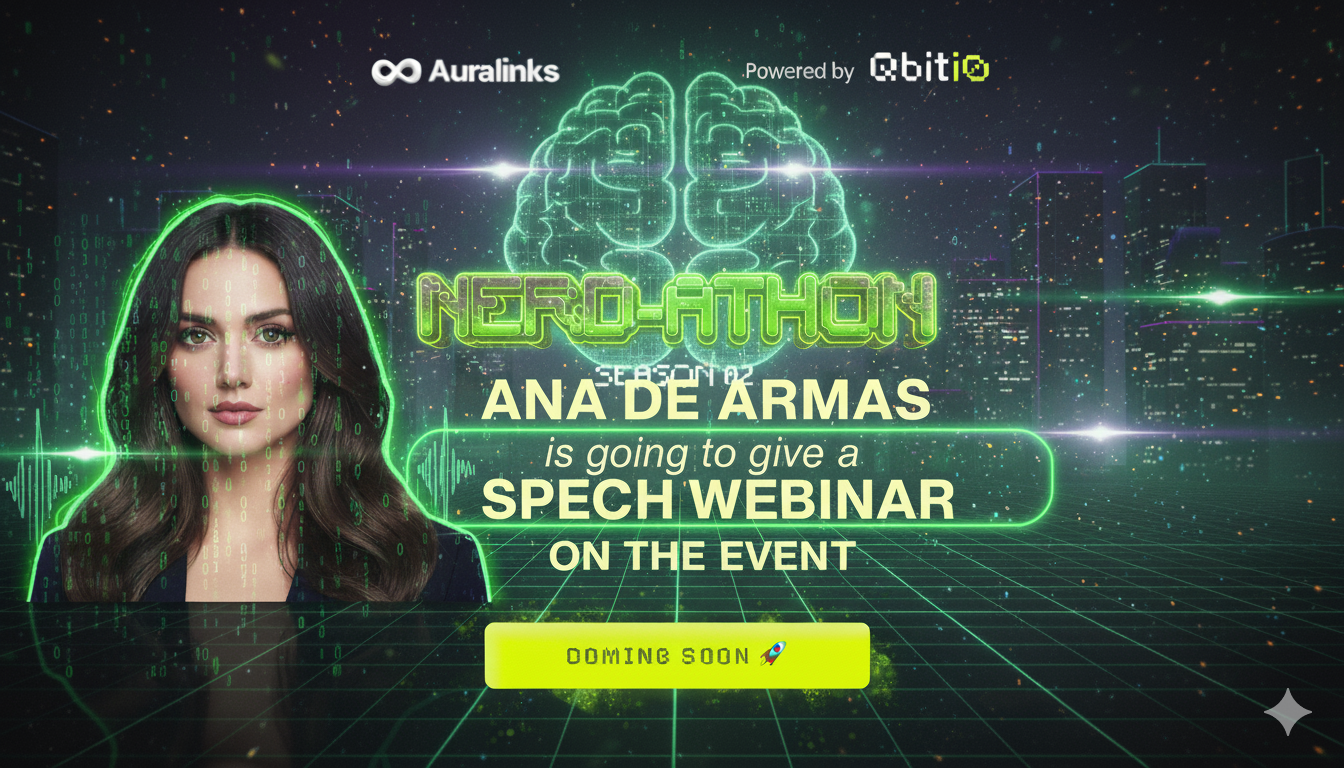 Auralinks
Powered by Qbitio
NERD-ATHON
SEASON 02
ANA DE ARMAS
is going to give a
SPECH WEBINAR
ON THE EVENT
COMING SOON 🚀